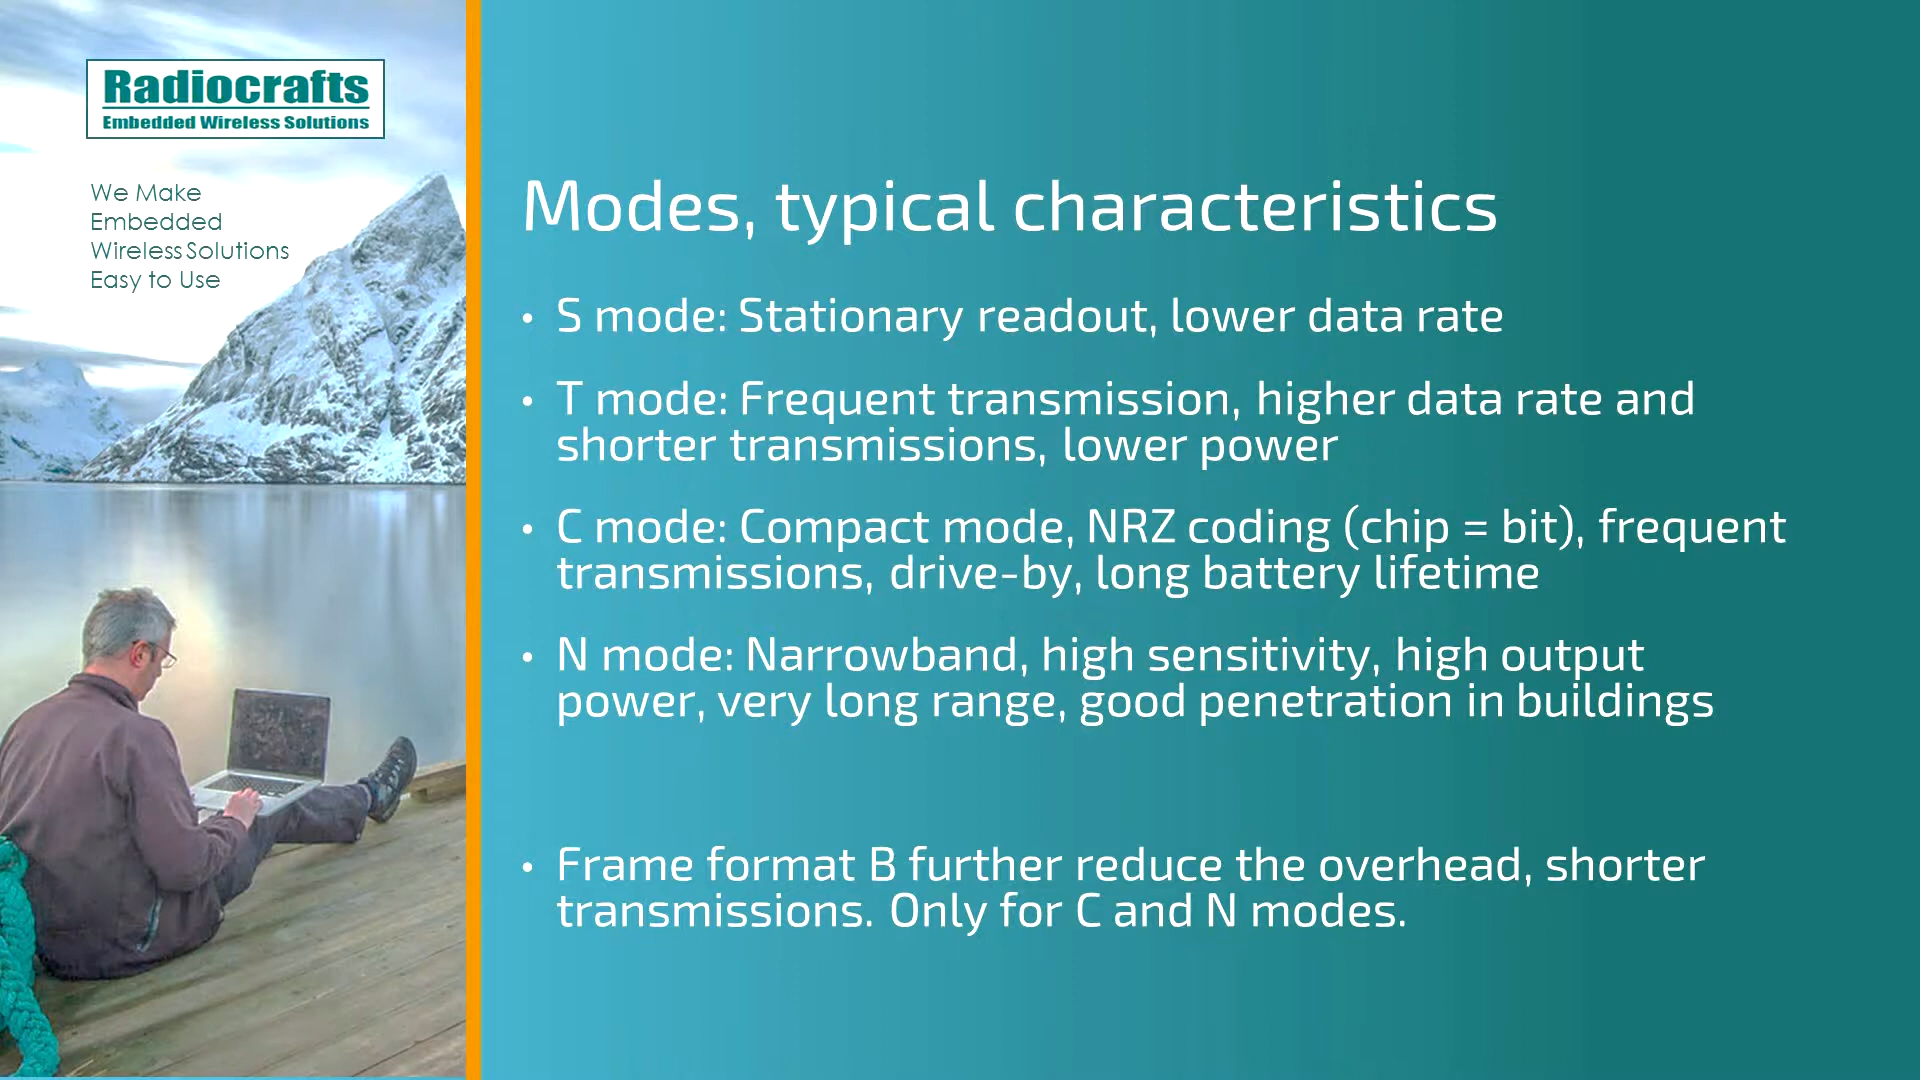 Radiocrafts
Embedded Wireless Solutions
We Make
Embedded
Wireless Solutions
Easy to Use
Modes, typical characteristics
• S mode: Stationary readout, lower data rate
• T mode: Frequent transmission, higher data rate and
shorter transmissions, lower power
• C mode: Compact mode, NRZ coding (chip = bit), frequent
transmissions, drive-by, long battery lifetime
• N mode: Narrowband, high sensitivity, high output
power, very long range, good penetration in buildings
• Frame format B further reduce the overhead, shorter
transmissions. Only for C and N modes.